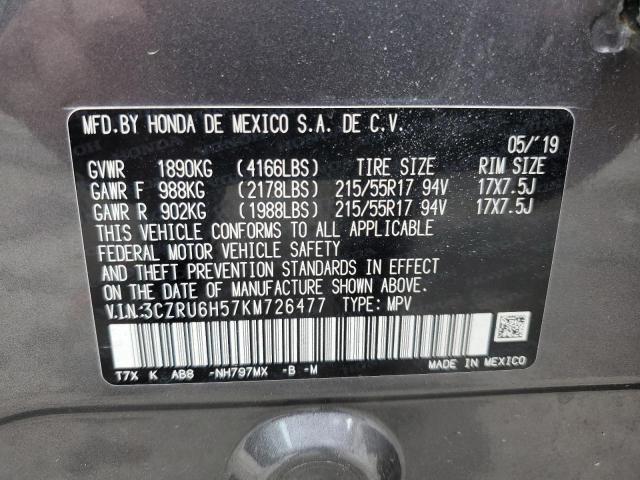 MFD.BY HONDA DE MEXICO S.A. DE C.V.
05/'19
GVWR 1890KG (4166LBS) TIRE SIZE RIM SIZE
GAWR F 988KG (2178LBS) 215/55R17 94V 17X7.5J
GAWR R 902KG (1988LBS) 215/55R17 94V 17X7.5J
THIS VEHICLE CONFORMS TO ALL APPLICABLE
FEDERAL MOTOR VEHICLE SAFETY
AND THEFT PREVENTION STANDARDS IN EFFECT
ON THE DATE OF MANUFACTURE SHOWN ABOVE.
V.I.N:3CZRU6H57KM726477 TYPE: MPV
T7X K AB8 -NH797MX -B -M
MADE IN MEXICO